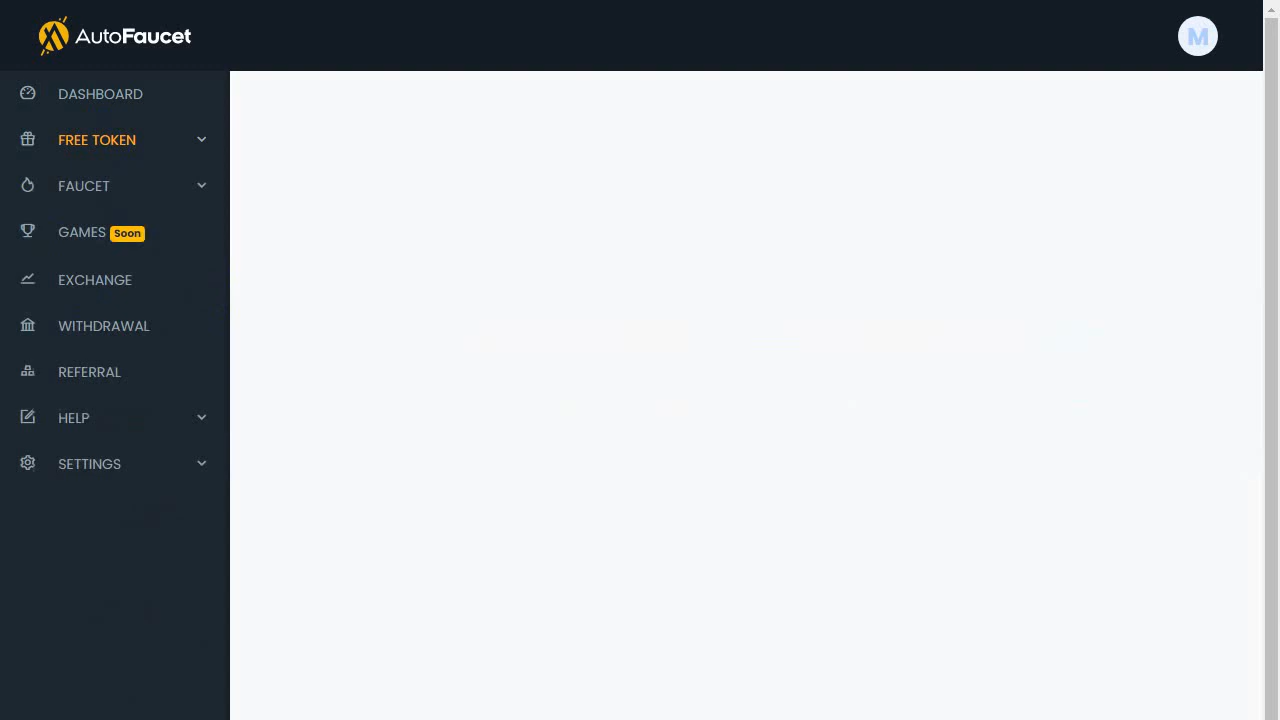 AutoFaucet
M
DASHBOARD
FREE TOKEN
FAUCET
GAMES Soon
EXCHANGE
WITHDRAWAL
REFERRAL
HELP
SETTINGS